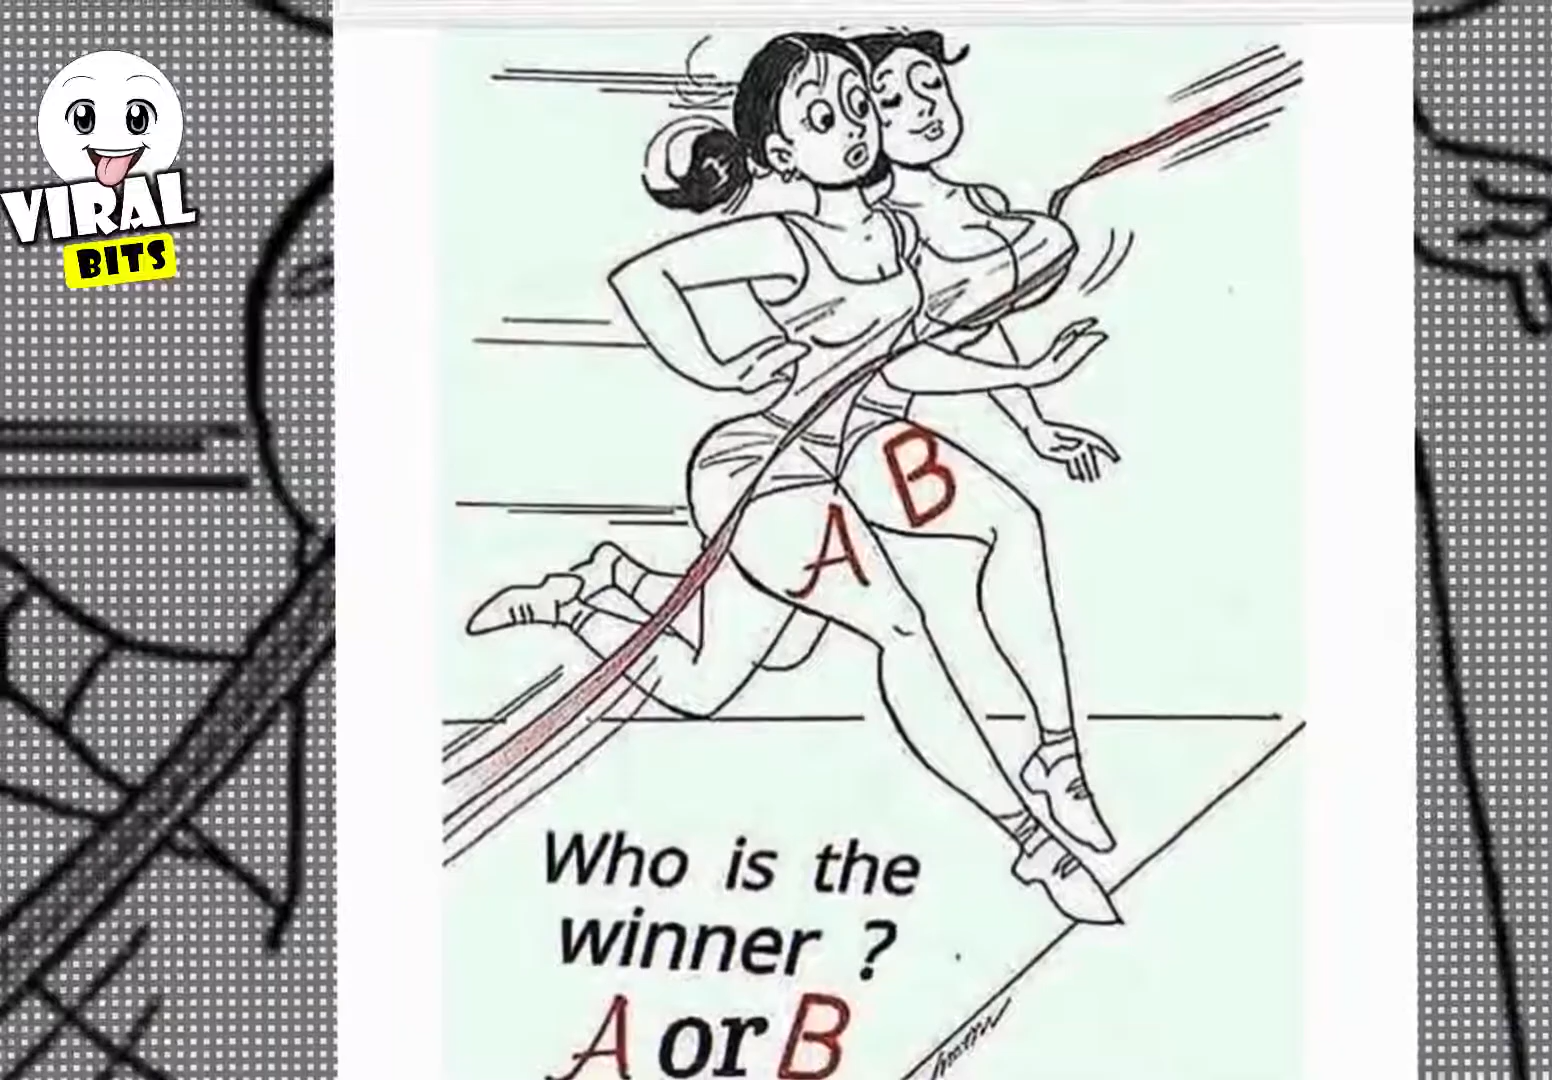 VIRAL
BITS
B
A
Who is the
winner ?
A or B